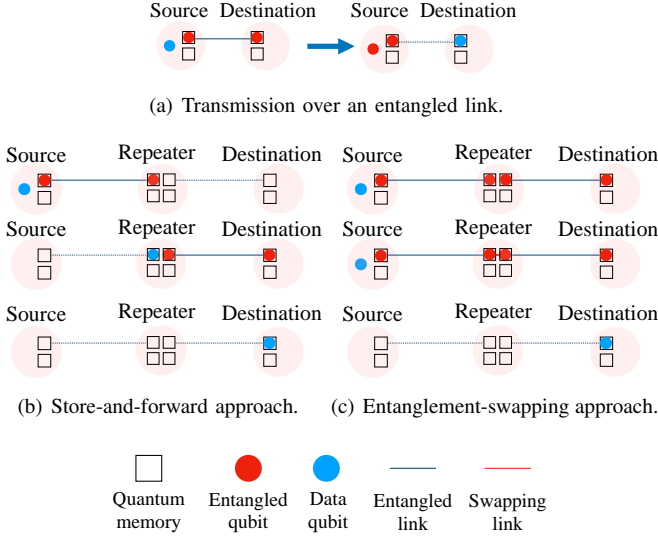 Source Destination Source Destination
(a) Transmission over an entangled link.
Source Repeater Destination Source Repeater Destination
Source Repeater Destination Source Repeater Destination
Source Repeater Destination Source Repeater Destination
(b) Store-and-forward approach. (c) Entanglement-swapping approach.
Quantum memory
Entangled qubit
Data qubit
Entangled link
Swapping link